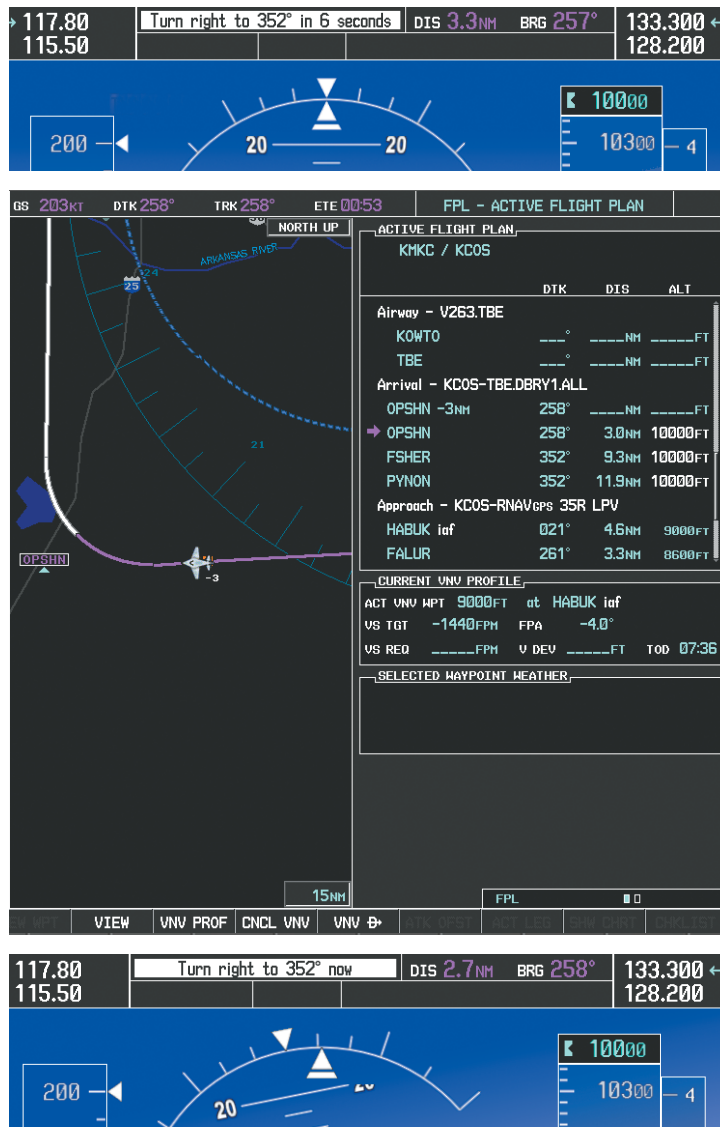 117.80 Turn right to 352° in 6 seconds DIS 3.3NM BRG 257° 133.300
115.50 128.200
10000
200 20 20 10300 4
GS 203KT DTK 258° TRK 258° ETE 00:53 FPL - ACTIVE FLIGHT PLAN
NORTH UP
ACTIVE FLIGHT PLAN
KMKC / KCOS
ARKANSAS RIVER
24
25
DTK DIS ALT
Airway - V263.TBE
KOWTO ___° ____NM _____FT
TBE ___° ____NM _____FT
Arrival - KCOS-TBE.DBRY1.ALL
OPSHN -3NM 258° ____NM _____FT
OPSHN 258° 3.0NM 10000FT
21
FSHER 352° 9.3NM 10000FT
PYNON 352° 11.9NM 10000FT
Approach - KCOS-RNAVGPS 35R LPV
HABUK iaf 021° 4.6NM 9000FT
FALUR 261° 3.3NM 8600FT
OPSHN
-3
CURRENT VNV PROFILE
ACT VNV WPT 9000FT at HABUK iaf
VS TGT -1440FPM FPA -4.0°
VS REQ _____FPM V DEV _____FT TOD 07:36
SELECTED WAYPOINT WEATHER
15NM
FPL
VIEW VNV PROF CNCL VNV VNV D ATK OFST ACT LEG SHW CHRT CHKLIST
117.80 Turn right to 352° now DIS 2.7NM BRG 258° 133.300
115.50 128.200
10000
200 20 10300 4